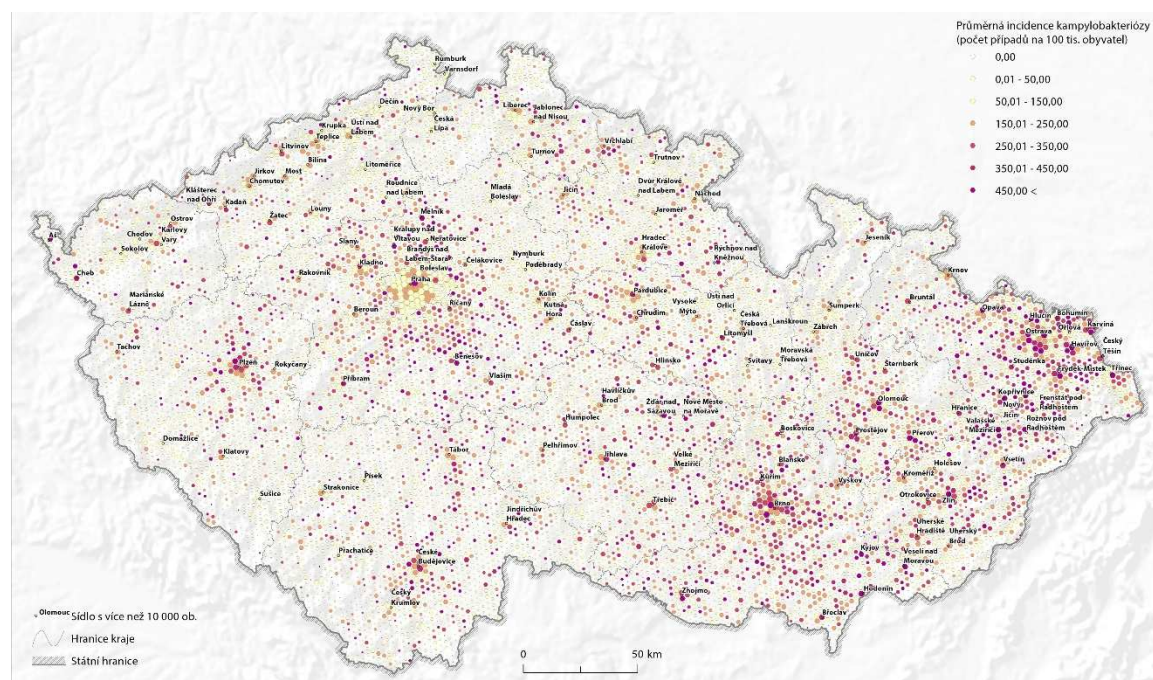 Průměrná incidence kampylobakteriózy
(počet případů na 100 tis. obyvatel)
0,00
0,01 - 50,00
50,01 - 150,00
150,01 - 250,00
250,01 - 350,00
350,01 - 450,00
450,00 <
Rumburk
Varnsdorf
Děčín
Nový Bor
Česká
Lípa
Liberec
Jablonec
nad Nisou
Krupka
Teplice
Ústí nad
Labem
Litvínov
Bílina
Most
Jirkov
Chomutov
Litoměřice
Turnov
Vrchlabí
Trutnov
Klášterec
nad Ohří
Kadaň
Roudnice
nad Labem
Mladá
Boleslav
Jičín
Dvůr Králové
nad Labem
Náchod
Jaroměř
Ostrov
Karlovy
Vary
Chodov
Sokolov
Cheb
Žatec
Louny
Mělník
Slaný
Kralupy nad
Vltavou
Neratovice
Brandýs nad
Labem-Stará
Boleslav
Čelákovice
Nymburk
Poděbrady
Hradec
Králové
Rychnov nad
Kněžnou
Jeseník
Krnov
Rakovník
Kladno
Praha
Mariánské
Lázně
Beroun
Říčany
Kolín
Kutná
Hora
Čáslav
Pardubice
Chrudim
Vysoké
Mýto
Ústí nad
Orlicí
Česká
Třebová
Litomyšl
Lanškroun
Šumperk
Zábřeh
Bruntál
Opava
Hlučín
Bohumín
Orlová
Karviná
Ostrava
Havířov
Český
Těšín
Tachov
Plzeň
Rokycany
Příbram
Benešov
Vlašim
Hlinsko
Svitavy
Moravská
Třebová
Uničov
Šternberk
Studénka
Frýdek-Místek
Třinec
Kopřivnice
Nový
Jičín
Frenštát pod
Radhoštěm
Rožnov pod
Radhoštěm
Havlíčkův
Brod
Žďár nad
Sázavou
Nové Město
na Moravě
Humpolec
Olomouc
Hranice
Valašské
Meziříčí
Domažlice
Klatovy
Tábor
Pelhřimov
Jihlava
Velké
Meziříčí
Boskovice
Blansko
Prostějov
Přerov
Vsetín
Holešov
Kroměříž
Sušice
Strakonice
Písek
Kuřim
Brno
Vyškov
Otrokovice
Zlín
Třebíč
Jindřichův
Hradec
Uherské
Hradiště
Uherský
Brod
Prachatice
České
Budějovice
Kyjov
Veselí nad
Moravou
Český
Krumlov
Znojmo
Hodonín
Břeclav
Olomouc
Sídlo s více než 10 000 ob.
Hranice kraje
Státní hranice
0
50 km